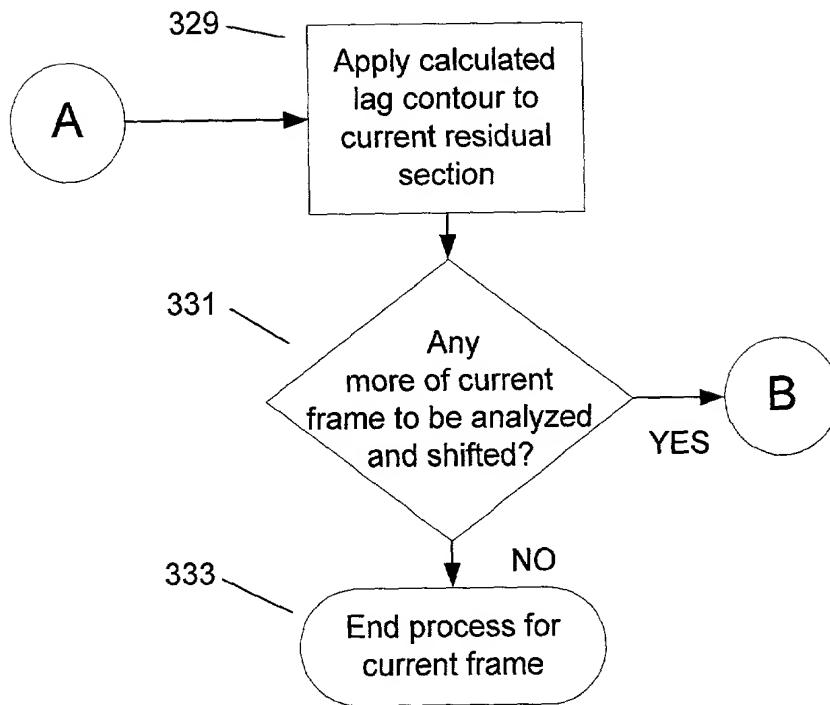 329
Apply calculated
lag contour to
current residual
section
A
331
Any
more of current
frame to be analyzed
and shifted?
B
YES
NO
333
End process for
current frame